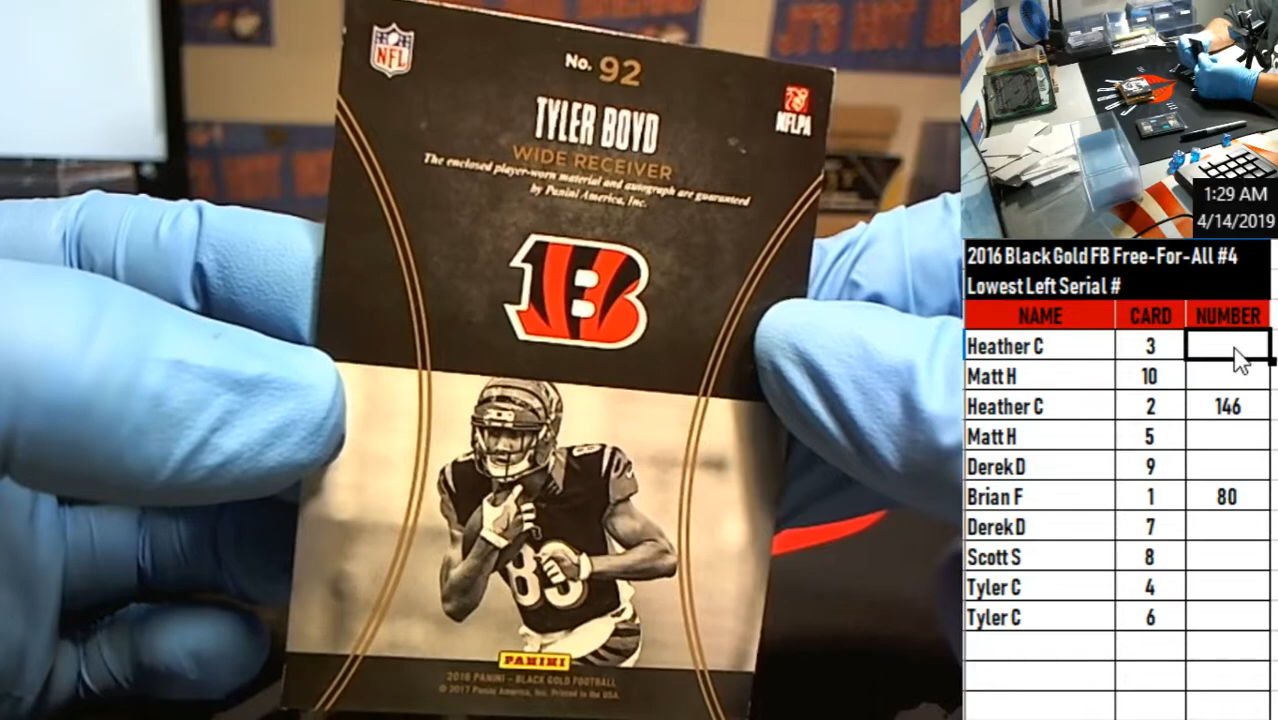 NFL
No. 92
NFLPA
TYLER BOYD
WIDE RECEIVER
The enclosed player-worn material and autograph are guaranteed
by Panini America, Inc.
B
83
83
PANINI
2016 PANINI - BLACK GOLD FOOTBALL
© 2017 Panini America, Inc. Printed in the USA.
1:29 AM
4/14/2019
2016 Black Gold FB Free-For-All #4
Lowest Left Serial #
NAME CARD NUMBER
Heather C 3
Matt H 10
Heather C 2 146
Matt H 5
Derek D 9
Brian F 1 80
Derek D 7
Scott S 8
Tyler C 4
Tyler C 6